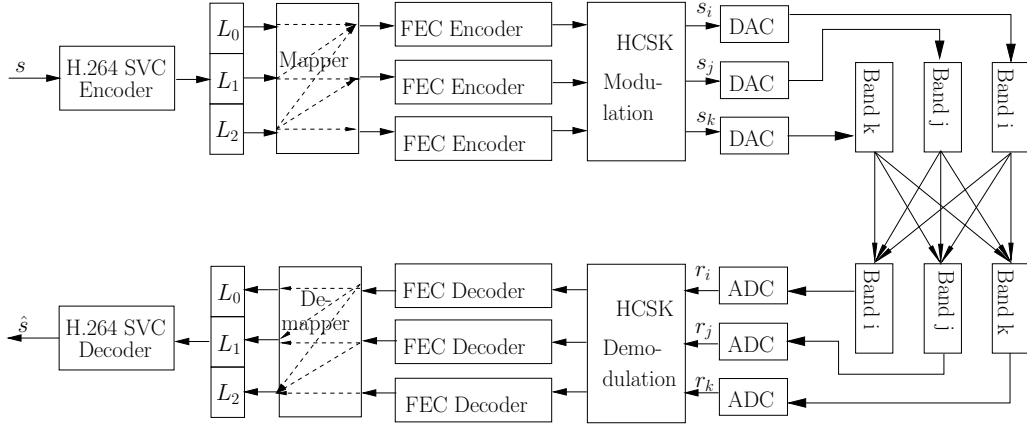 s
H.264 SVC
Encoder
L₀
L₁
L₂
Mapper
FEC Encoder
FEC Encoder
FEC Encoder
HCSK
Modu-
lation
sᵢ
sⱼ
sₖ
DAC
DAC
DAC
Band k
Band j
Band i
ŝ
H.264 SVC
Decoder
L₀
L₁
L₂
De-
mapper
FEC Decoder
FEC Decoder
FEC Decoder
HCSK
Demo-
dulation
rᵢ
rⱼ
rₖ
ADC
ADC
ADC
Band i
Band j
Band k